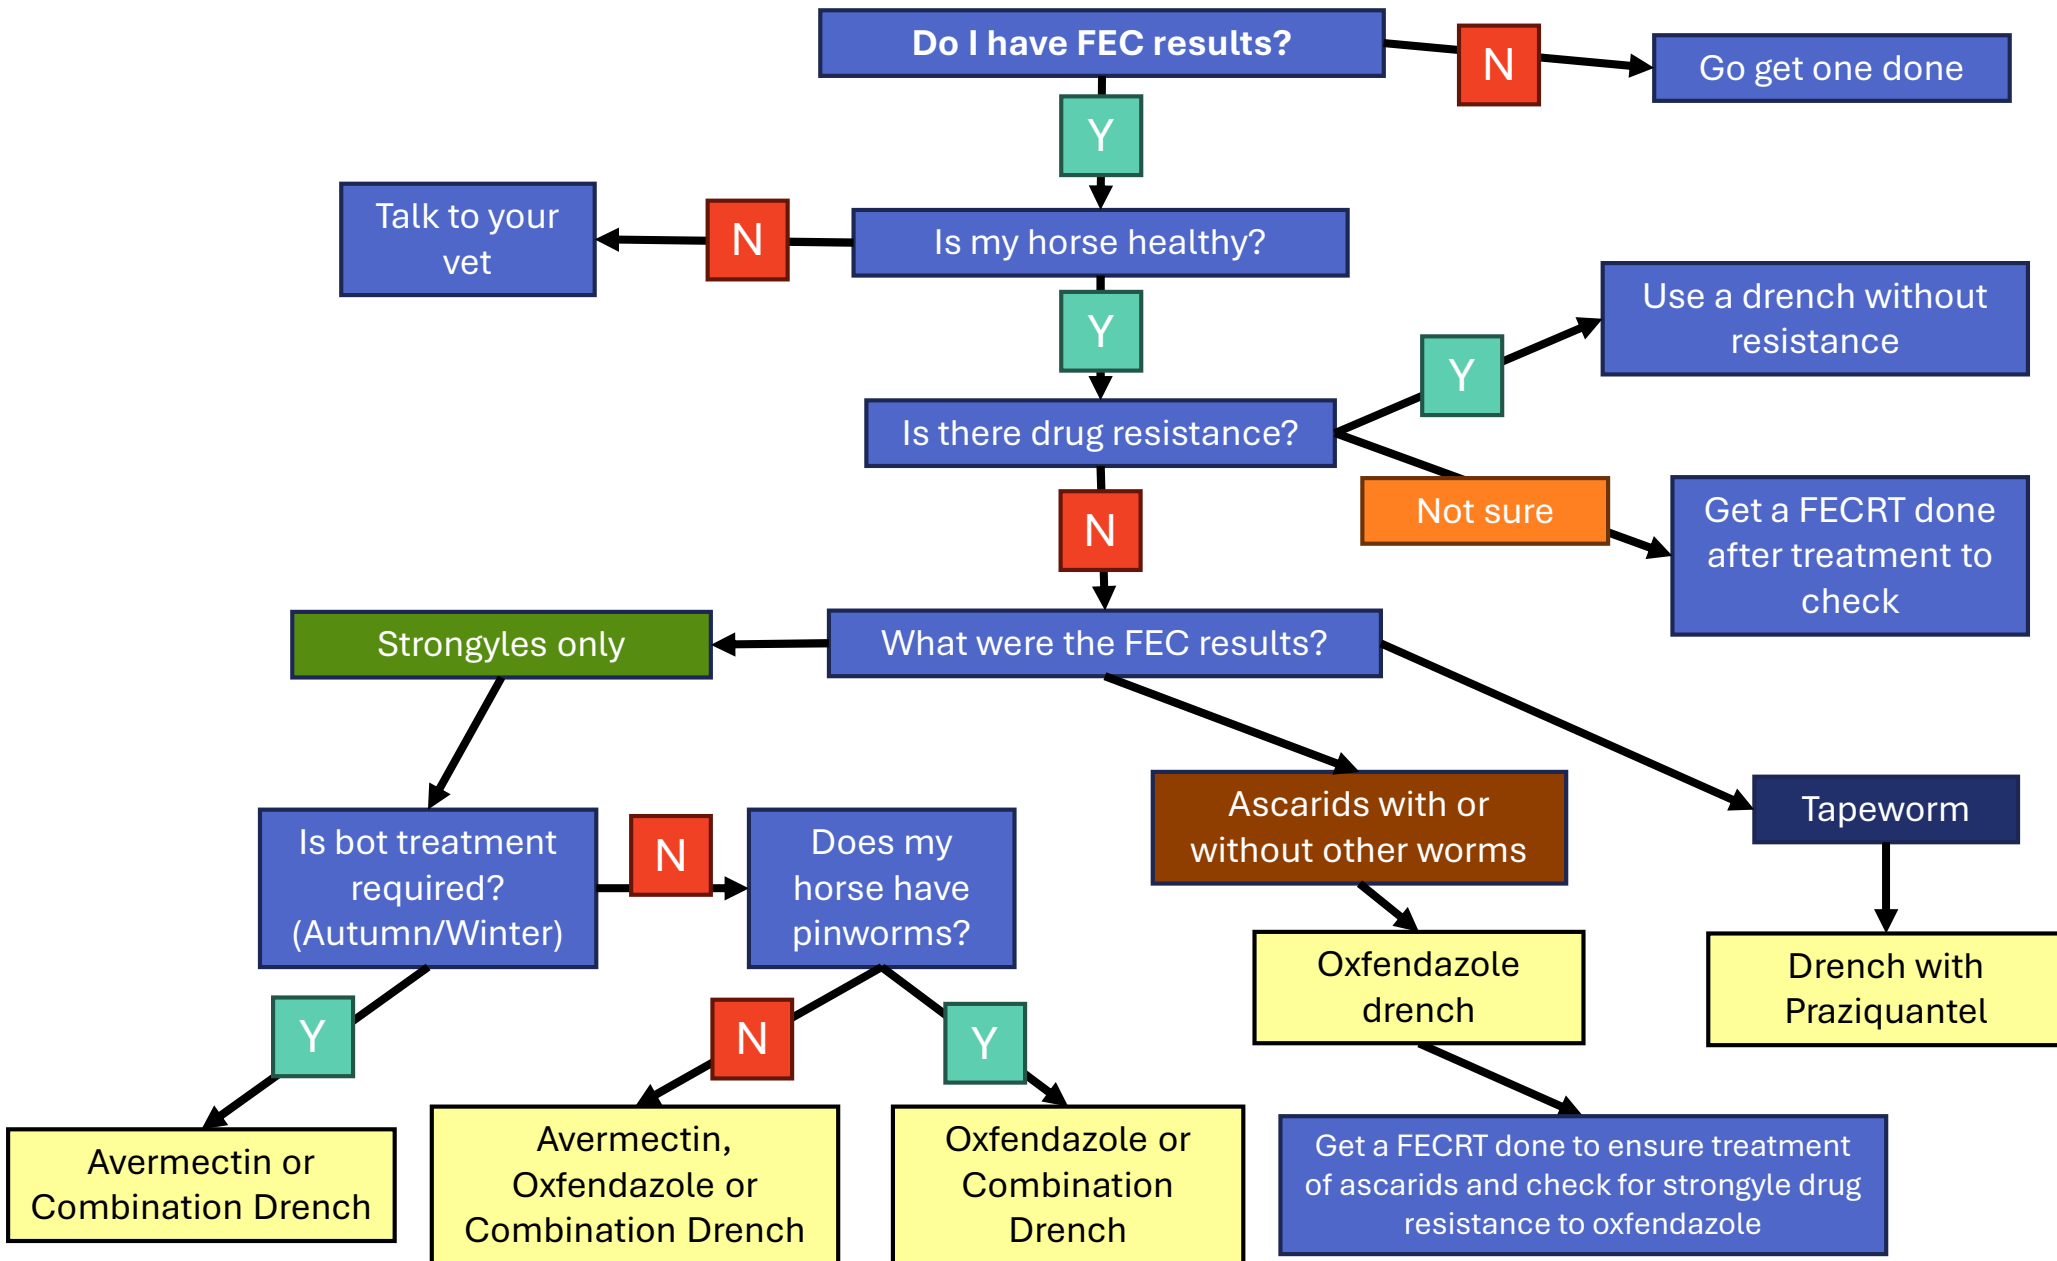 Do I have FEC results?
N
Go get one done
Y
Talk to your
vet
N
Is my horse healthy?
Y
Use a drench without
resistance
Y
Is there drug resistance?
Not sure
Get a FECRT done
after treatment to
check
N
Strongyles only
What were the FEC results?
Is bot treatment
required?
(Autumn/Winter)
N
Does my
horse have
pinworms?
Ascarids with or
without other worms
Tapeworm
Oxfendazole
drench
Drench with
Praziquantel
Y
N
Y
Avermectin or
Combination Drench
Avermectin,
Oxfendazole or
Combination Drench
Oxfendazole or
Combination
Drench
Get a FECRT done to ensure treatment
of ascarids and check for strongyle drug
resistance to oxfendazole